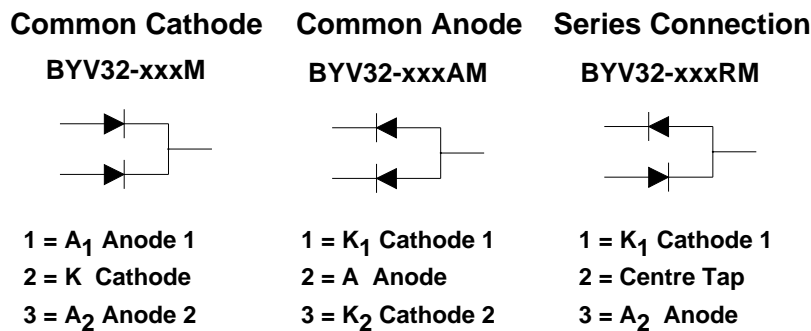 Common Cathode
BYV32-xxxM
1 = A1 Anode 1
2 = K Cathode
3 = A2 Anode 2
Common Anode
BYV32-xxxAM
1 = K1 Cathode 1
2 = A Anode
3 = K2 Cathode 2
Series Connection
BYV32-xxxRM
1 = K1 Cathode 1
2 = Centre Tap
3 = A2 Anode